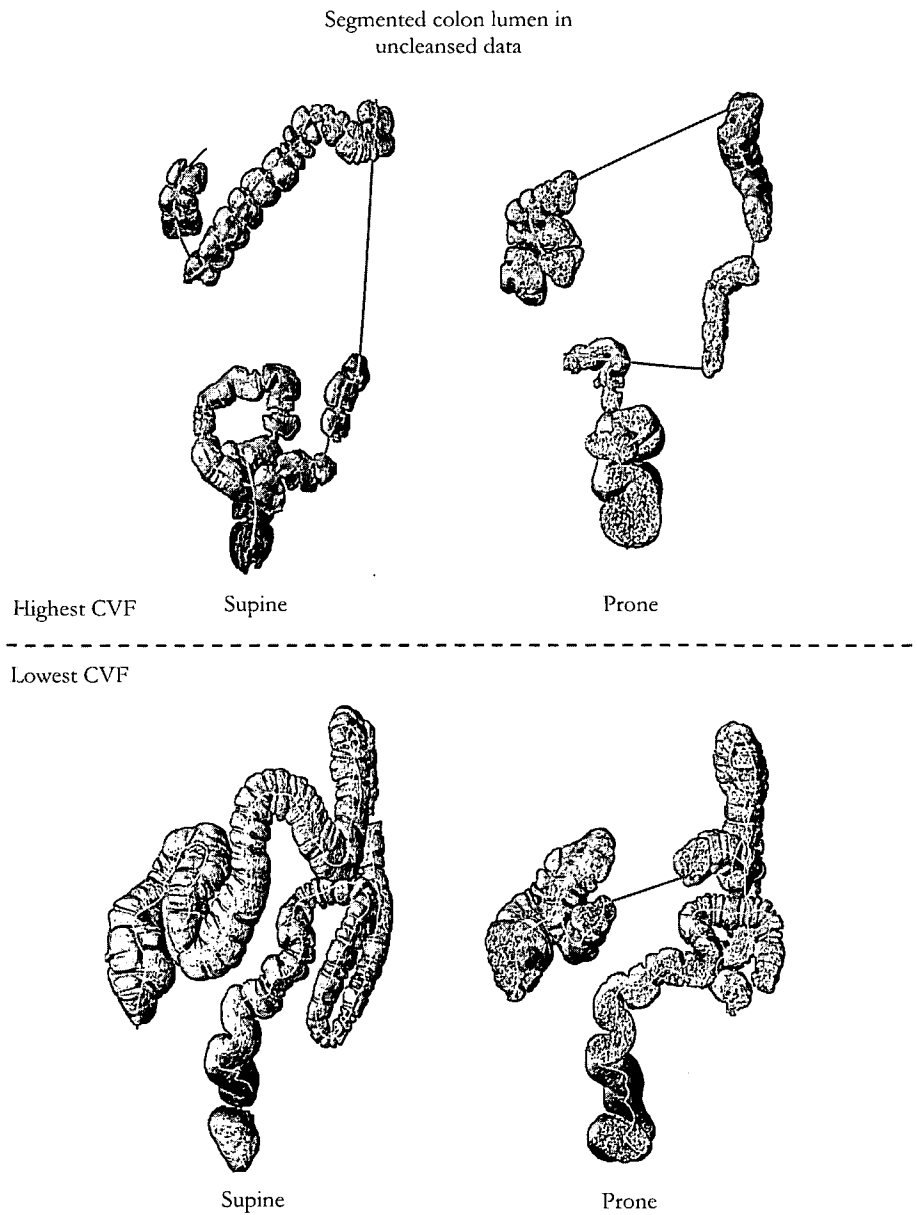 Segmented colon lumen in
uncleansed data
Highest CVF
Supine
Prone
Lowest CVF
Supine
Prone